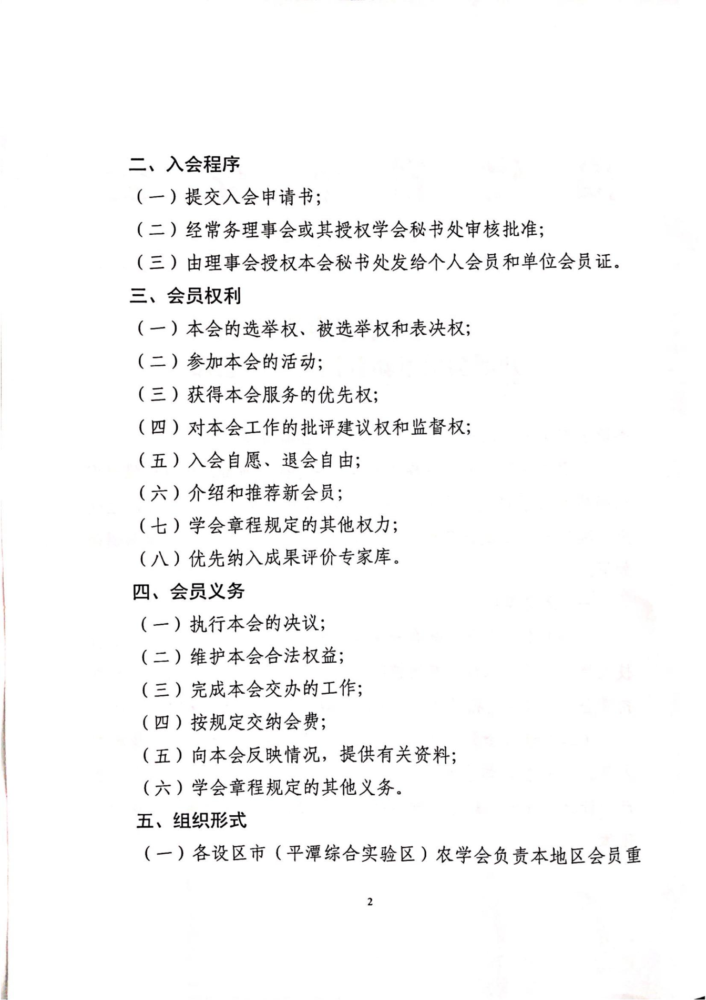 二、入会程序
（一）提交入会申请书；
（二）经常务理事会或其授权学会秘书处审核批准；
（三）由理事会授权本会秘书处发给个人会员和单位会员证。
三、会员权利
（一）本会的选举权、被选举权和表决权；
（二）参加本会的活动；
（三）获得本会服务的优先权；
（四）对本会工作的批评建议权和监督权；
（五）入会自愿、退会自由；
（六）介绍和推荐新会员；
（七）学会章程规定的其他权力；
（八）优先纳入成果评价专家库。
四、会员义务
（一）执行本会的决议；
（二）维护本会合法权益；
（三）完成本会交办的工作；
（四）按规定交纳会费；
（五）向本会反映情况，提供有关资料；
（六）学会章程规定的其他义务。
五、组织形式
（一）各设区市（平潭综合实验区）农学会负责本地区会员重
2